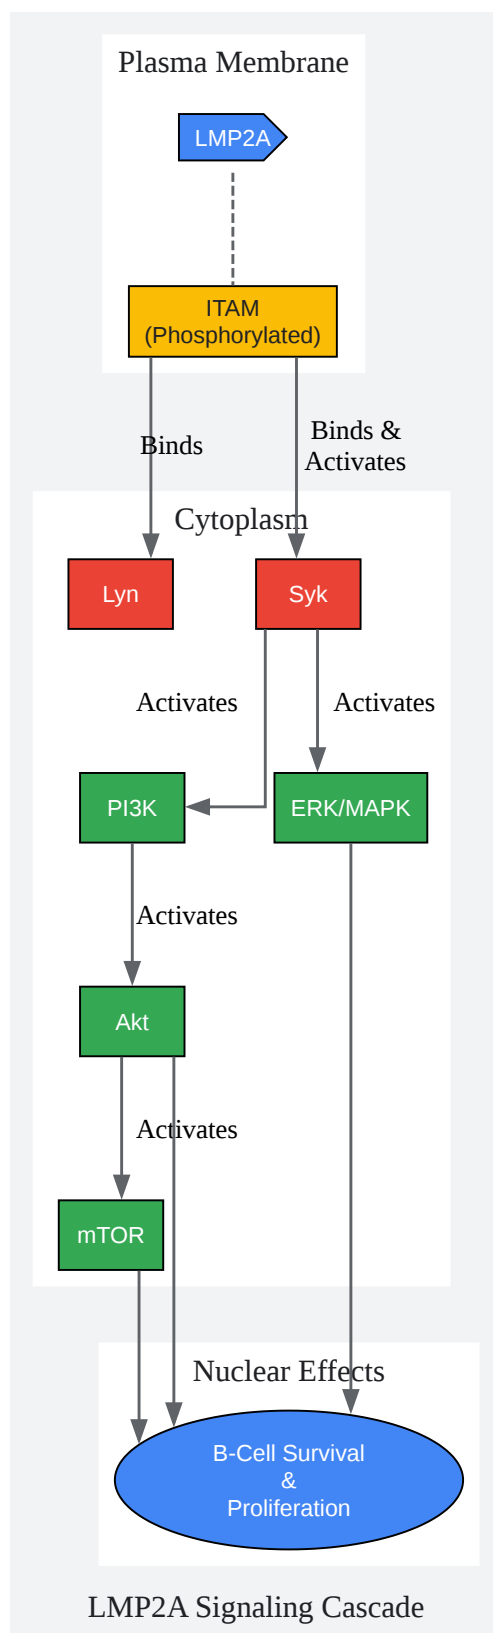 Plasma Membrane
LMP2A
ITAM
(Phosphorylated)
Binds
Binds &
Activates
Cytoplasm
Lyn
Syk
Activates
Activates
PI3K
ERK/MAPK
Activates
Akt
Activates
mTOR
Nuclear Effects
B-Cell Survival
&
Proliferation
LMP2A Signaling Cascade